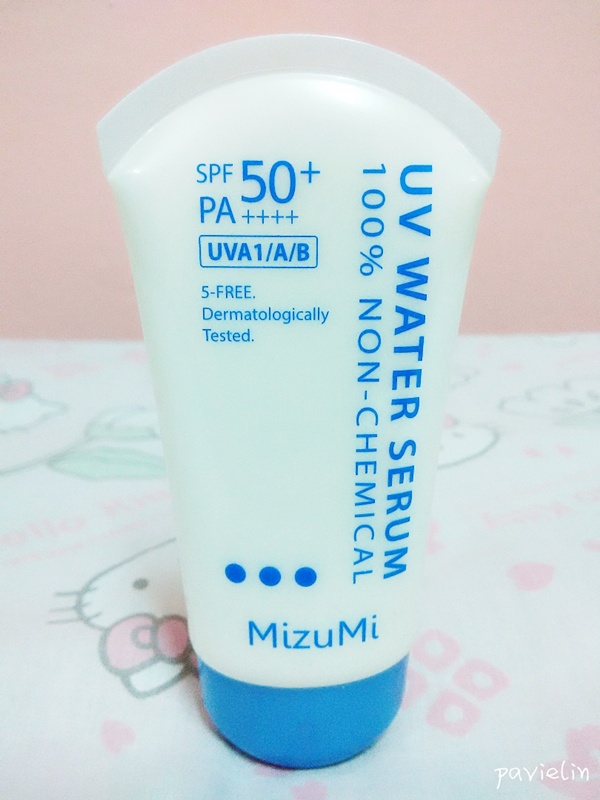 SPF 50+
PA ++++
UVA1/A/B
5-FREE.
Dermatologically
Tested.
UV WATER SERUM
100% NON-CHEMICAL
MizuMi
pavielin